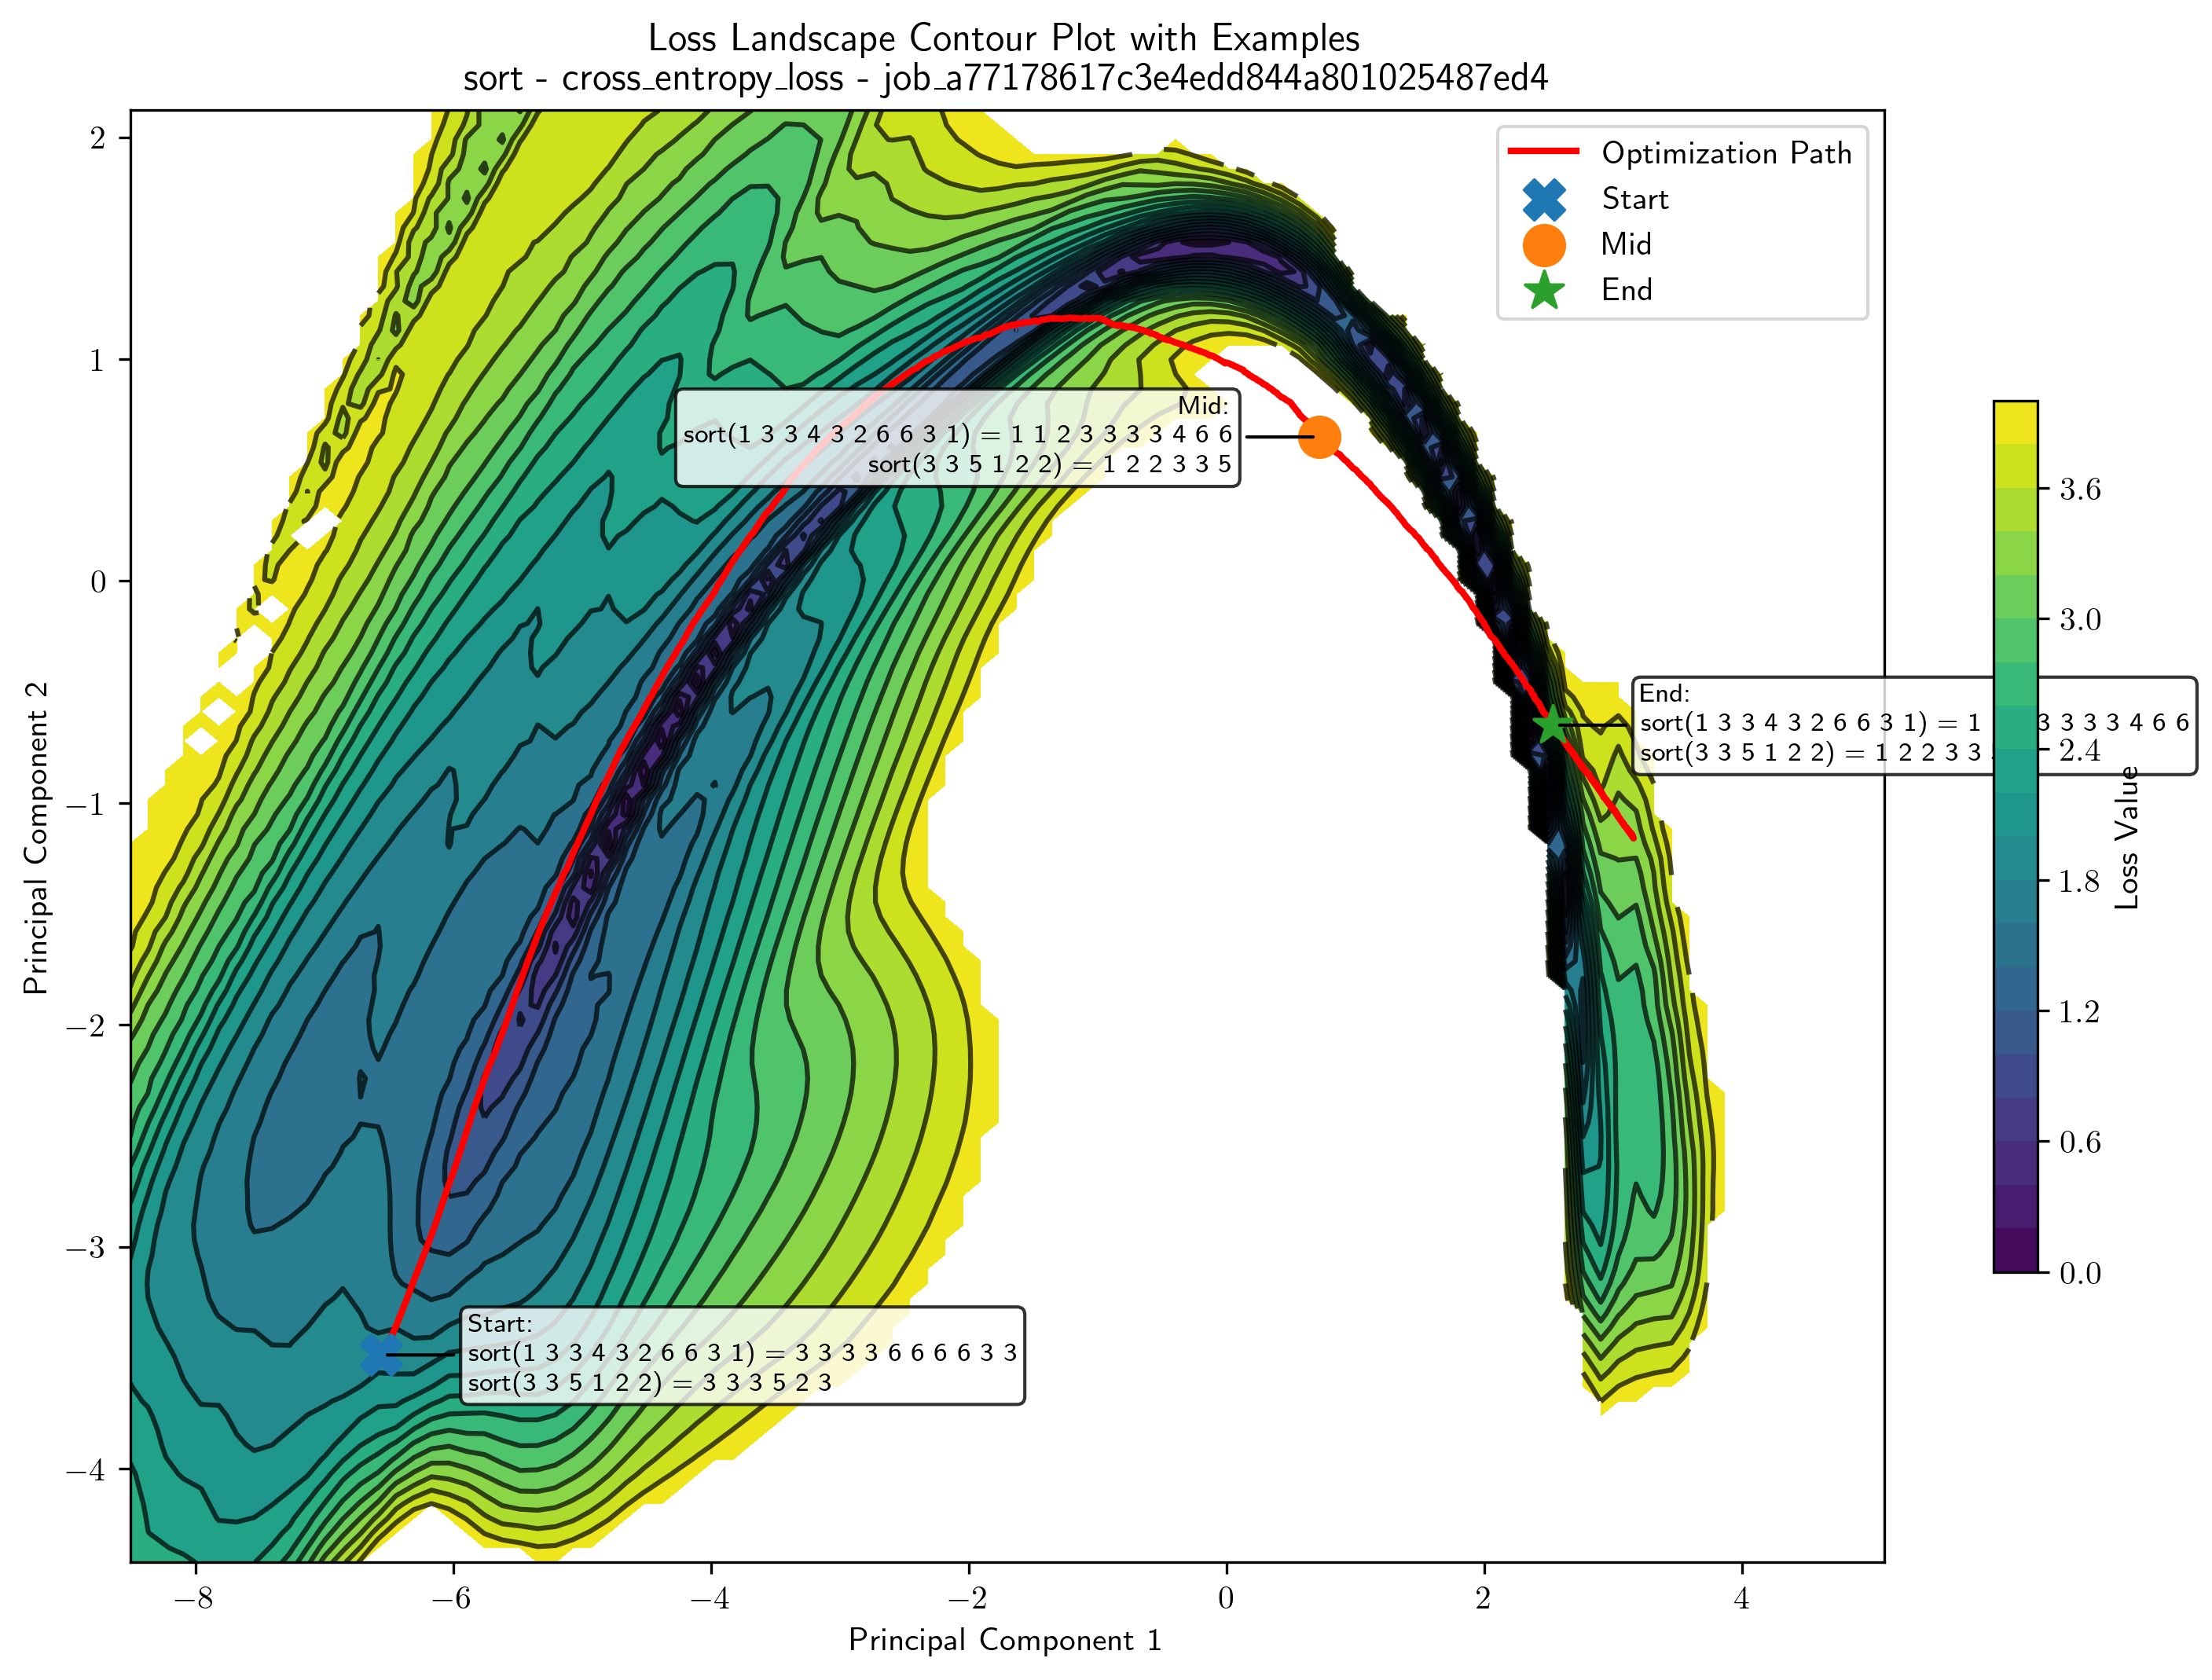 Loss Landscape Contour Plot with Examples
sort - cross_entropy_loss - job_a77178617c3e4edd844a801025487ed4
Optimization Path
Start
Mid
End
Mid:
sort(1 3 3 4 3 2 6 6 3 1) = 1 1 2 3 3 3 3 4 6 6
sort(3 3 5 1 2 2) = 1 2 2 3 3 5
End:
sort(1 3 3 4 3 2 6 6 3 1) = 1 3 3 3 3 4 6 6
sort(3 3 5 1 2 2) = 1 2 2 3 3
Start:
sort(1 3 3 4 3 2 6 6 3 1) = 3 3 3 3 6 6 6 6 3 3
sort(3 3 5 1 2 2) = 3 3 3 5 2 3
2
1
0
−1
−2
−3
−4
Principal Component 2
−8
−6
−4
−2
0
2
4
Principal Component 1
3.6
3.0
2.4
1.8
1.2
0.6
0.0
Loss Value